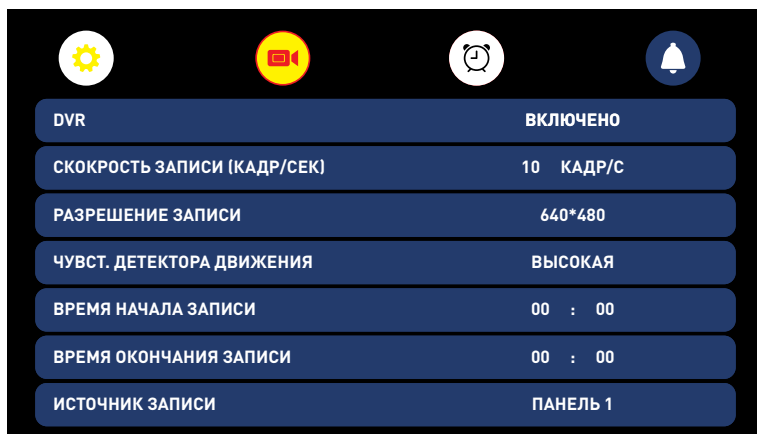 DVR ВКЛЮЧЕНО
СКОКРОСТЬ ЗАПИСИ (КАДР/СЕК) 10 КАДР/С
РАЗРЕШЕНИЕ ЗАПИСИ 640*480
ЧУВСТ. ДЕТЕКТОРА ДВИЖЕНИЯ ВЫСОКАЯ
ВРЕМЯ НАЧАЛА ЗАПИСИ 00 : 00
ВРЕМЯ ОКОНЧАНИЯ ЗАПИСИ 00 : 00
ИСТОЧНИК ЗАПИСИ ПАНЕЛЬ 1